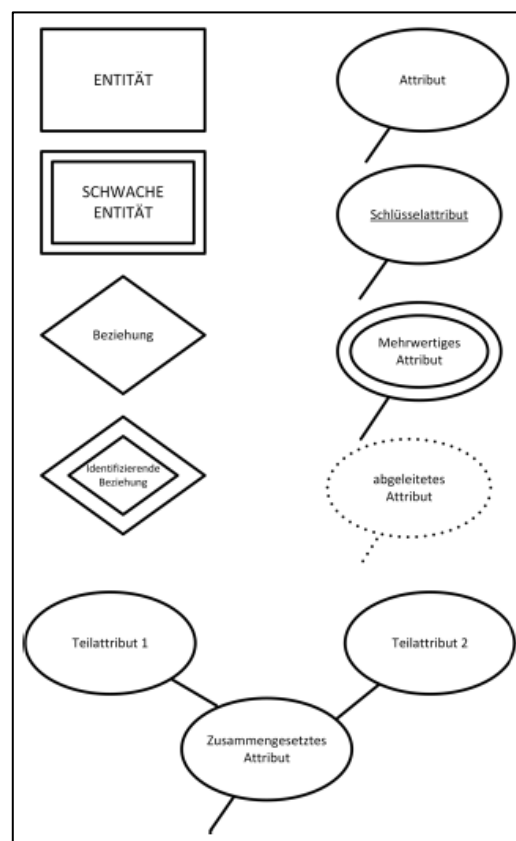 ENTITÄT
Attribut
SCHWACHE
ENTITÄT
Schlüsselattribut
Beziehung
Mehrwertiges
Attribut
Identifizierende
Beziehung
abgeleitetes
Attribut
Teilattribut 1
Teilattribut 2
Zusammengesetztes
Attribut